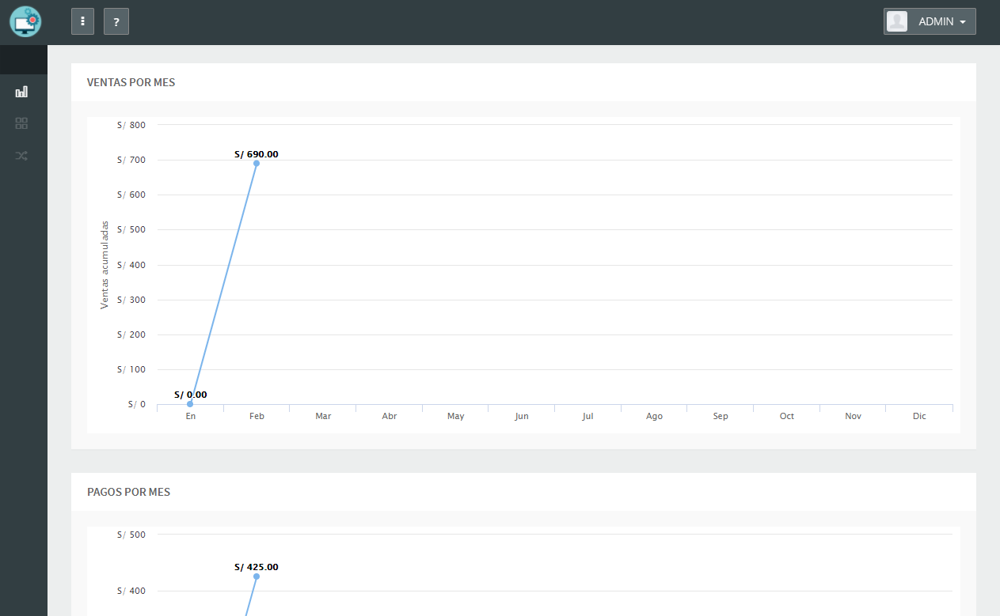 ?
ADMIN
VENTAS POR MES
Ventas acumuladas
S/ 800
S/ 700
S/ 600
S/ 500
S/ 400
S/ 300
S/ 200
S/ 100
S/ 0
S/ 690.00
S/ 0.00
En Feb Mar Abr May Jun Jul Ago Sep Oct Nov Dic
PAGOS POR MES
S/ 500
S/ 400
S/ 425.00